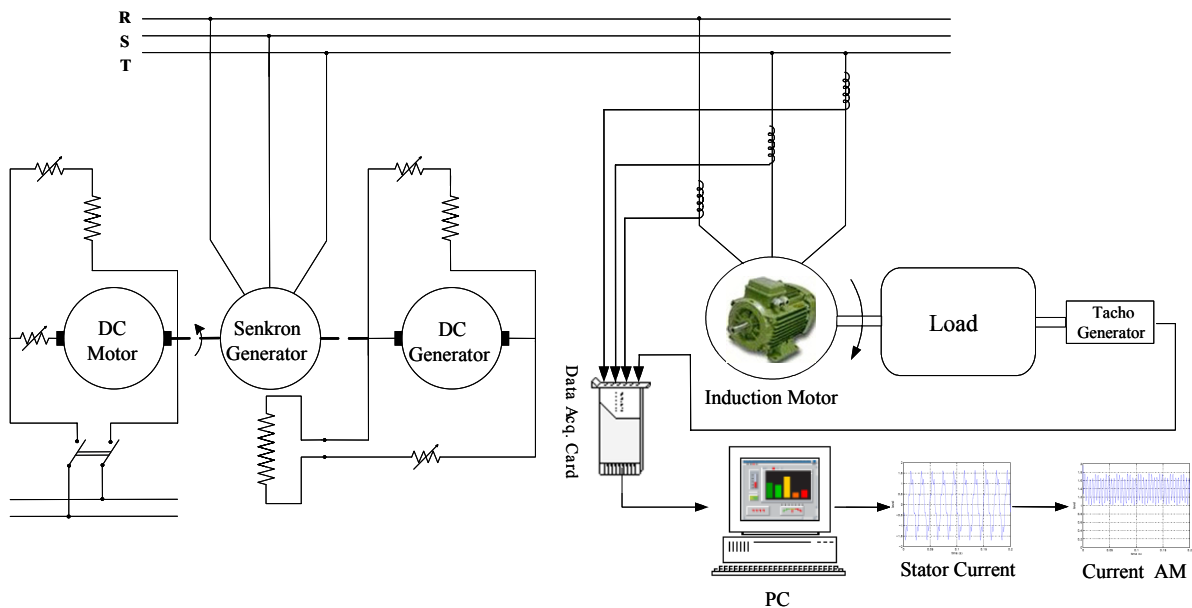 R
S
T
DC
Motor
Senkron
Generator
DC
Generator
Load
Tacho
Generator
Induction Motor
Data Acq. Card
PC
Stator Current
Current AM